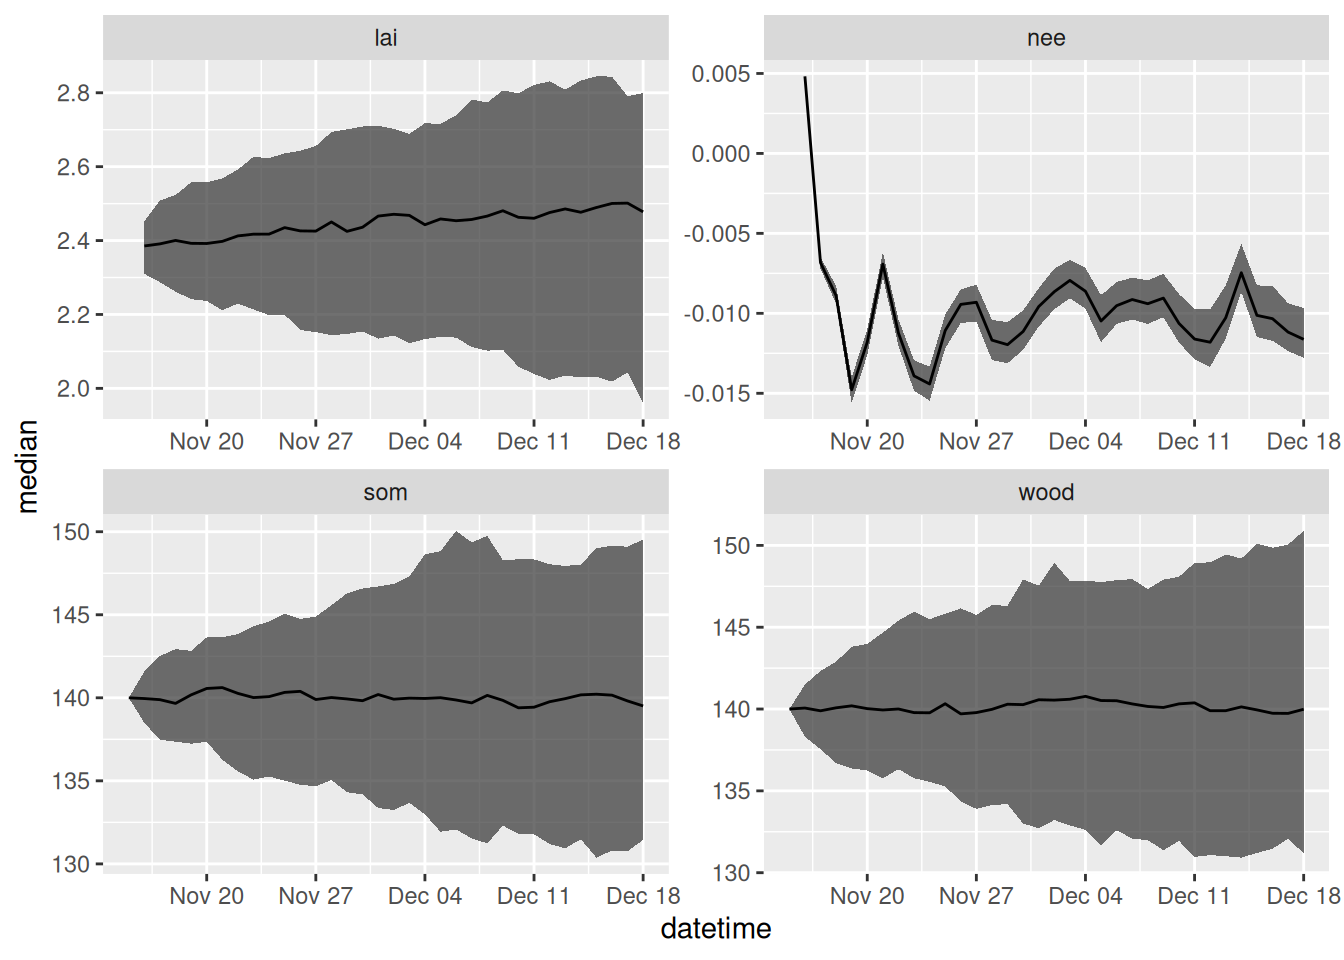 lai
nee
2.8
2.6
2.4
2.2
2.0
0.005
0.000
-0.005
-0.010
-0.015
Nov 20 Nov 27 Dec 04 Dec 11 Dec 18
Nov 20 Nov 27 Dec 04 Dec 11 Dec 18
median
som
wood
150
145
140
135
130
150
145
140
135
130
Nov 20 Nov 27 Dec 04 Dec 11 Dec 18
Nov 20 Nov 27 Dec 04 Dec 11 Dec 18
datetime